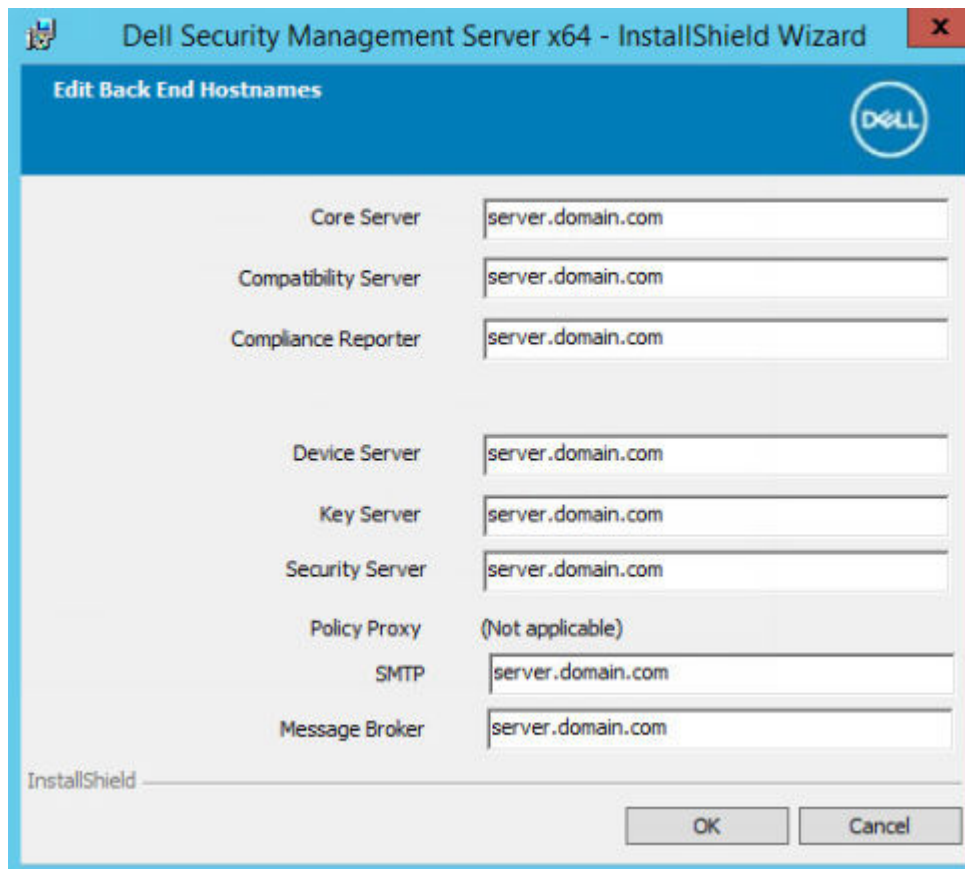 Dell Security Management Server x64 - InstallShield Wizard x
Edit Back End Hostnames
DELL
Core Server server.domain.com
Compatibility Server server.domain.com
Compliance Reporter server.domain.com
Device Server server.domain.com
Key Server server.domain.com
Security Server server.domain.com
Policy Proxy (Not applicable)
SMTP server.domain.com
Message Broker server.domain.com
InstallShield
OK Cancel